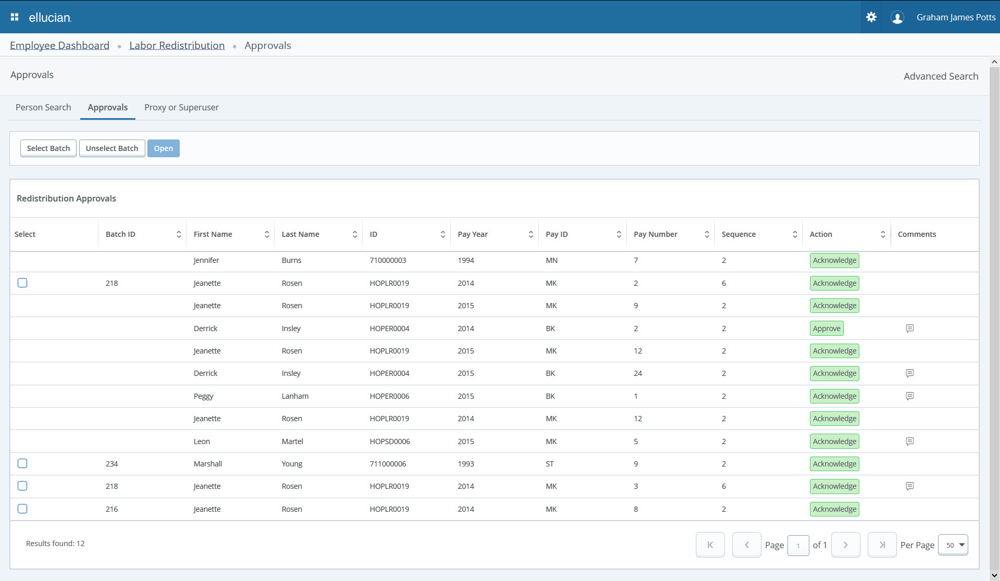 ellucian.
Graham James Potts
Employee Dashboard • Labor Redistribution • Approvals
Approvals
Advanced Search
Person Search Approvals Proxy or Superuser
Select Batch Unselect Batch Open
Redistribution Approvals
Select Batch ID First Name Last Name ID Pay Year Pay ID Pay Number Sequence Action Comments
Jennifer Burns 710000003 1994 MN 7 2 Acknowledge
218 Jeanette Rosen HOPLR0019 2014 MK 2 6 Acknowledge
Jeanette Rosen HOPLR0019 2015 MK 9 2 Acknowledge
Derrick Insley HOPER0004 2014 BK 2 2 Approve
Jeanette Rosen HOPLR0019 2015 MK 12 2 Acknowledge
Derrick Insley HOPER0004 2015 BK 24 2 Acknowledge
Peggy Lanham HOPER0006 2015 BK 1 2 Acknowledge
Jeanette Rosen HOPLR0019 2014 MK 12 2 Acknowledge
Leon Martel HOPSD0006 2015 MK 5 2 Acknowledge
234 Marshall Young 711000006 1993 ST 9 2 Acknowledge
218 Jeanette Rosen HOPLR0019 2014 MK 3 6 Acknowledge
216 Jeanette Rosen HOPLR0019 2014 MK 8 2 Acknowledge
Results found: 12
Page 1 of 1 Per Page 50